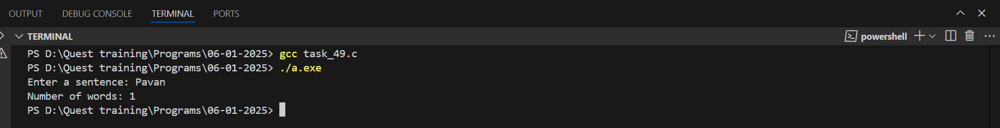 OUTPUT DEBUG CONSOLE TERMINAL PORTS
TERMINAL powershell
PS D:\Quest training\Programs\06-01-2025> gcc task_49.c
PS D:\Quest training\Programs\06-01-2025> ./a.exe
Enter a sentence: Pavan
Number of words: 1
PS D:\Quest training\Programs\06-01-2025>